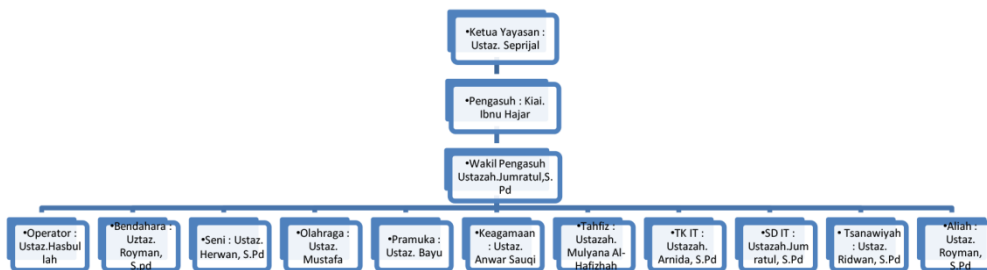 •Ketua Yayasan :
Ustaz. Seprijal
•Pengasuh : Kiai.
Ibnu Hajar
•Wakil Pengasuh
Ustazah.Jumratul,S.
Pd
•Operator :
Ustaz.Hasbul
lah
•Bendahara :
Uztaz.
Royman,
S.pd
•Seni : Ustaz.
Herwan, S.Pd
•Olahraga :
Ustaz.
Mustafa
•Pramuka :
Ustaz. Bayu
•Keagamaan
: Ustaz.
Anwar Sauqi
•Tahfiz :
Ustazah.
Mulyana Al-
Hafizhah
•TK IT :
Ustazah.
Arnida, S.Pd
•SD IT :
Ustazah.Jum
ratul, S.Pd
• Tsanawiyah
: Ustaz.
Ridwan, S.Pd
•Aliah :
Ustaz.
Royman,
S.Pd